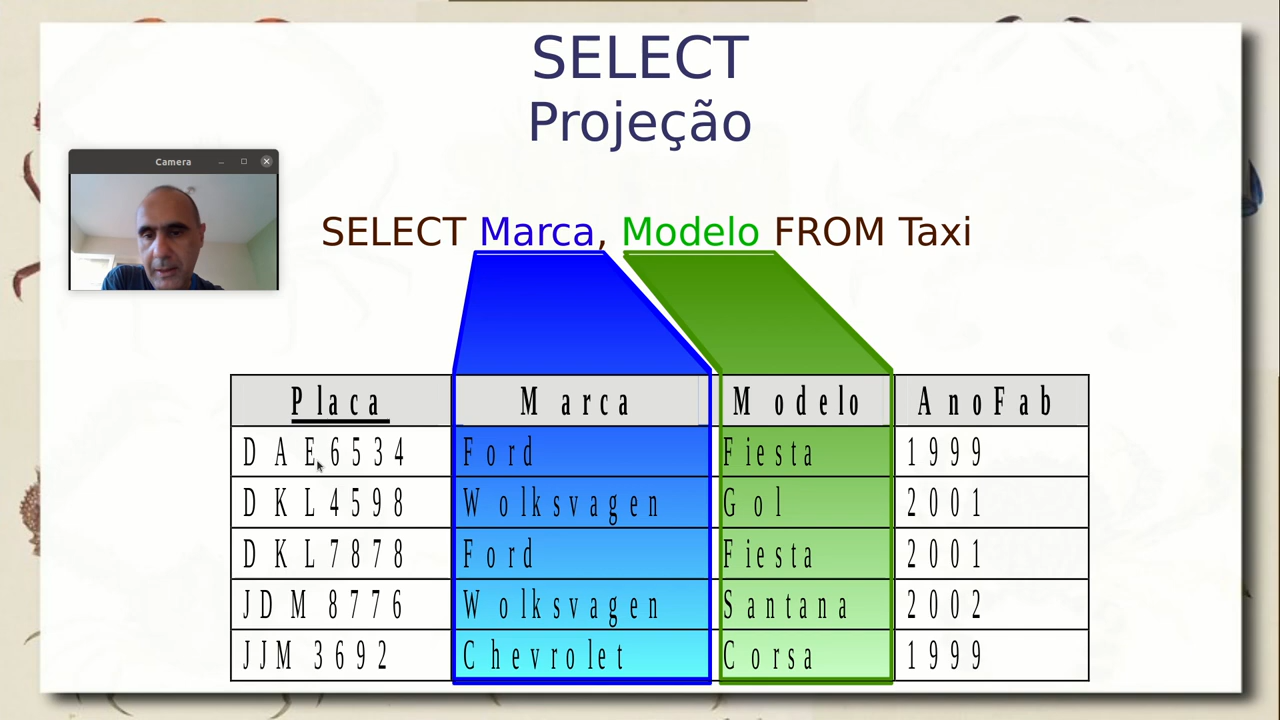 SELECT
Projeção
Camera
SELECT Marca, Modelo FROM Taxi
Placa Marca Modelo AnoFab
DAE6534 Ford Fiesta 1999
DKL4598 Wolksvagen Gol 2001
DKL7878 Ford Fiesta 2001
JDM8776 Wolksvagen Santana 2002
JJM3692 Chevrolet Corsa 1999